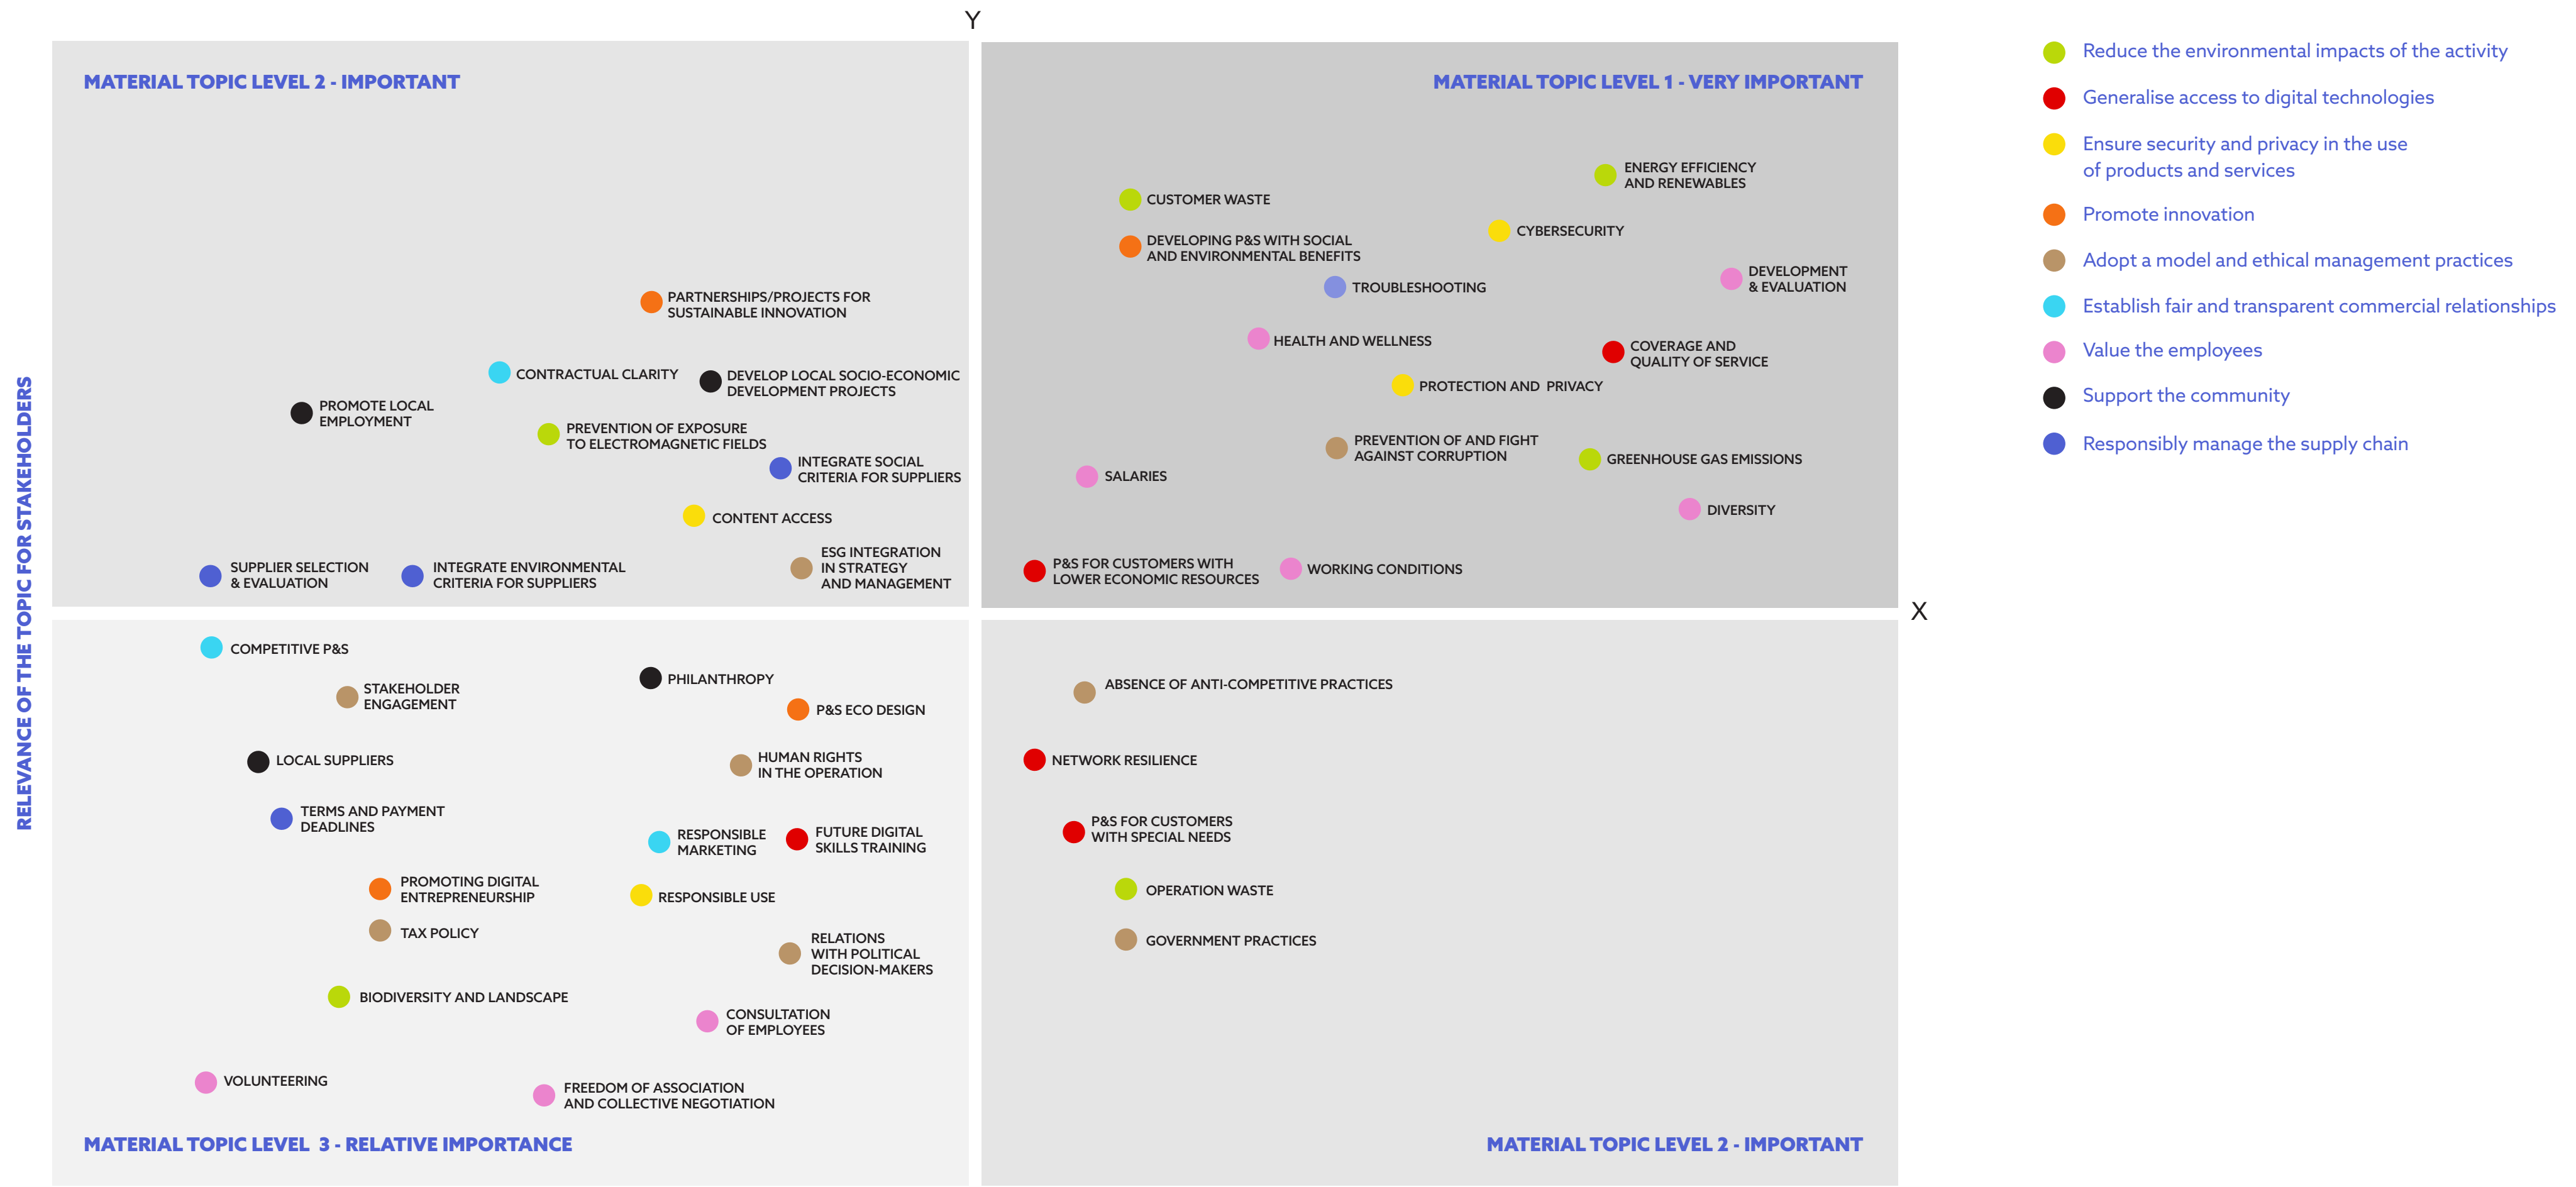 Y
MATERIAL TOPIC LEVEL 2 - IMPORTANT
PARTNERSHIPS/PROJECTS FOR
SUSTAINABLE INNOVATION
CONTRACTUAL CLARITY
DEVELOP LOCAL SOCIO-ECONOMIC
DEVELOPMENT PROJECTS
PROMOTE LOCAL
EMPLOYMENT
PREVENTION OF EXPOSURE
TO ELECTROMAGNETIC FIELDS
INTEGRATE SOCIAL
CRITERIA FOR SUPPLIERS
CONTENT ACCESS
SUPPLIER SELECTION
& EVALUATION
INTEGRATE ENVIRONMENTAL
CRITERIA FOR SUPPLIERS
ESG INTEGRATION
IN STRATEGY
AND MANAGEMENT
MATERIAL TOPIC LEVEL 1 - VERY IMPORTANT
ENERGY EFFICIENCY
AND RENEWABLES
CUSTOMER WASTE
CYBERSECURITY
DEVELOPING P&S WITH SOCIAL
AND ENVIRONMENTAL BENEFITS
DEVELOPMENT
& EVALUATION
TROUBLESHOOTING
HEALTH AND WELLNESS
COVERAGE AND
QUALITY OF SERVICE
PROTECTION AND PRIVACY
PREVENTION OF AND FIGHT
AGAINST CORRUPTION
GREENHOUSE GAS EMISSIONS
SALARIES
DIVERSITY
P&S FOR CUSTOMERS WITH
LOWER ECONOMIC RESOURCES
WORKING CONDITIONS
X
RELEVANCE OF THE TOPIC FOR STAKEHOLDERS
COMPETITIVE P&S
STAKEHOLDER
ENGAGEMENT
PHILANTHROPY
P&S ECO DESIGN
LOCAL SUPPLIERS
HUMAN RIGHTS
IN THE OPERATION
TERMS AND PAYMENT
DEADLINES
RESPONSIBLE
MARKETING
FUTURE DIGITAL
SKILLS TRAINING
PROMOTING DIGITAL
ENTREPRENEURSHIP
RESPONSIBLE USE
TAX POLICY
RELATIONS
WITH POLITICAL
DECISION-MAKERS
BIODIVERSITY AND LANDSCAPE
CONSULTATION
OF EMPLOYEES
VOLUNTEERING
FREEDOM OF ASSOCIATION
AND COLLECTIVE NEGOTIATION
MATERIAL TOPIC LEVEL 3 - RELATIVE IMPORTANCE
ABSENCE OF ANTI-COMPETITIVE PRACTICES
NETWORK RESILIENCE
P&S FOR CUSTOMERS
WITH SPECIAL NEEDS
OPERATION WASTE
GOVERNMENT PRACTICES
MATERIAL TOPIC LEVEL 2 - IMPORTANT
Reduce the environmental impacts of the activity
Generalise access to digital technologies
Ensure security and privacy in the use
of products and services
Promote innovation
Adopt a model and ethical management practices
Establish fair and transparent commercial relationships
Value the employees
Support the community
Responsibly manage the supply chain